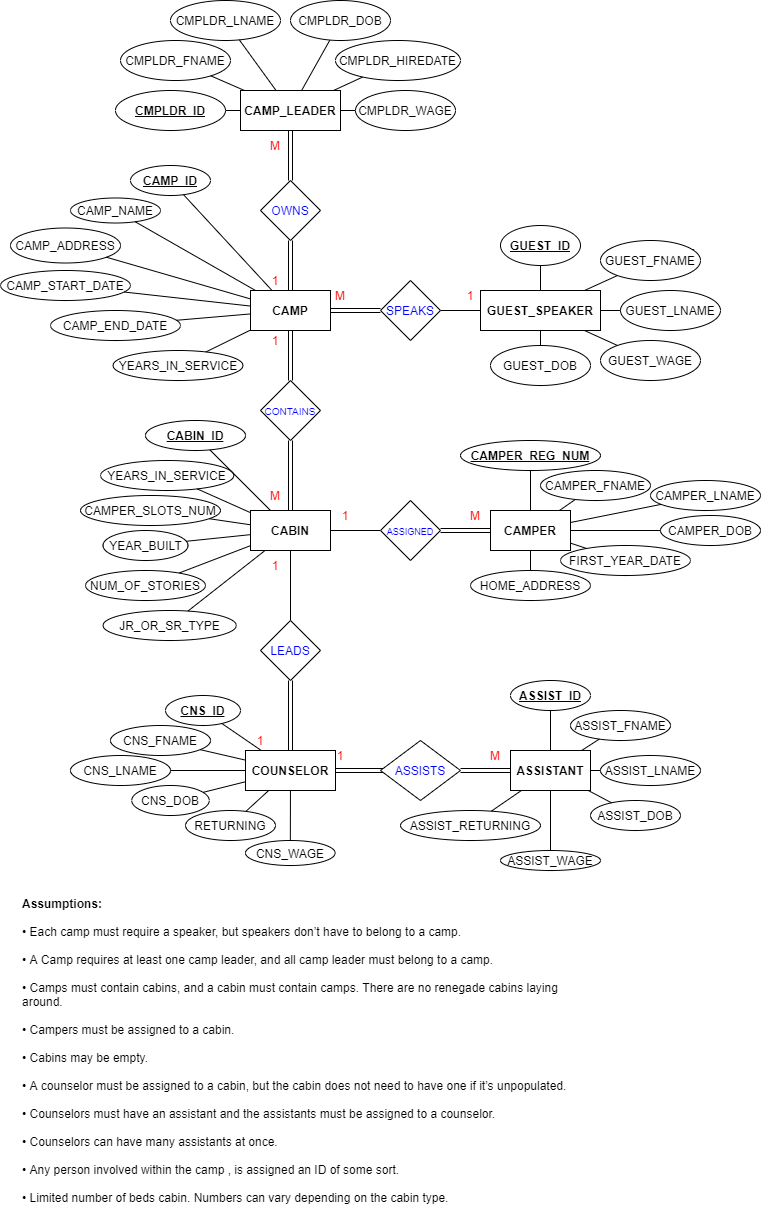 CMPLDR_LNAME
CMPLDR_DOB
CMPLDR_FNAME
CMPLDR_HIREDATE
CMPLDR_ID
CAMP_LEADER
CMPLDR_WAGE
M
CAMP_ID
OWNS
CAMP_NAME
CAMP_ADDRESS
GUEST_ID
GUEST_FNAME
CAMP_START_DATE
1
M
1
CAMP
SPEAKS
GUEST_SPEAKER
GUEST_LNAME
CAMP_END_DATE
1
YEARS_IN_SERVICE
GUEST_DOB
GUEST_WAGE
CONTAINS
CABIN_ID
CAMPER_REG_NUM
YEARS_IN_SERVICE
CAMPER_FNAME
M
CAMPER_LNAME
CAMPER_SLOTS_NUM
1
M
CABIN
ASSIGNED
CAMPER
CAMPER_DOB
YEAR_BUILT
1
FIRST_YEAR_DATE
NUM_OF_STORIES
HOME_ADDRESS
JR_OR_SR_TYPE
LEADS
ASSIST_ID
CNS_ID
ASSIST_FNAME
CNS_FNAME
1
1
M
CNS_LNAME
COUNSELOR
ASSISTS
ASSISTANT
ASSIST_LNAME
CNS_DOB
ASSIST_DOB
RETURNING
ASSIST_RETURNING
CNS_WAGE
ASSIST_WAGE
Assumptions:
• Each camp must require a speaker, but speakers don't have to belong to a camp.
• A Camp requires at least one camp leader, and all camp leader must belong to a camp.
• Camps must contain cabins, and a cabin must contain camps. There are no renegade cabins laying
around.
• Campers must be assigned to a cabin.
• Cabins may be empty.
• A counselor must be assigned to a cabin, but the cabin does not need to have one if it's unpopulated.
• Counselors must have an assistant and the assistants must be assigned to a counselor.
• Counselors can have many assistants at once.
• Any person involved within the camp , is assigned an ID of some sort.
• Limited number of beds cabin. Numbers can vary depending on the cabin type.